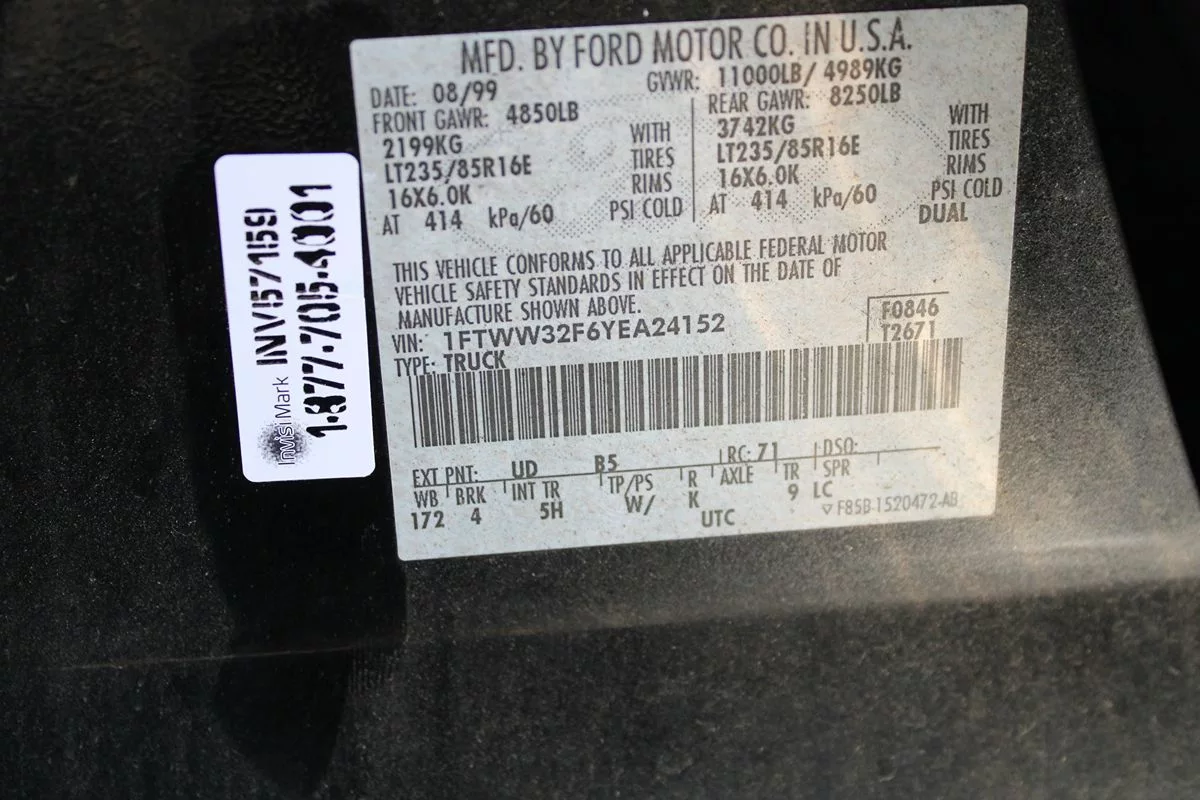 MFD. BY FORD MOTOR CO. IN U.S.A.
DATE: 08/99 GVWR: 11000LB/ 4989KG
FRONT GAWR: 4850LB REAR GAWR: 8250LB
2199KG WITH 3742KG WITH
LT235/85R16E TIRES LT235/85R16E TIRES
16X6.0K RIMS 16X6.0K RIMS
AT 414 kPa/60 PSI COLD AT 414 kPa/60 PSI COLD
DUAL
THIS VEHICLE CONFORMS TO ALL APPLICABLE FEDERAL MOTOR
VEHICLE SAFETY STANDARDS IN EFFECT ON THE DATE OF
MANUFACTURE SHOWN ABOVE.
VIN: 1FTWW32F6YEA24152 F0846
TYPE: TRUCK T2671
EXT PNT: UD B5 RC: 71 DSO:
WB BRK INT TR TP/PS R AXLE TR SPR
172 4 5H W/ K 9 LC
UTC ▽ F85B-1520472-AB
InvisiMark INV57159
1-877-705-4001